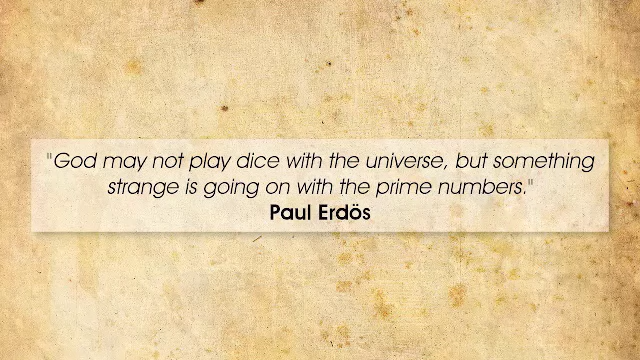 "God may not play dice with the universe, but something
strange is going on with the prime numbers."
Paul Erdös